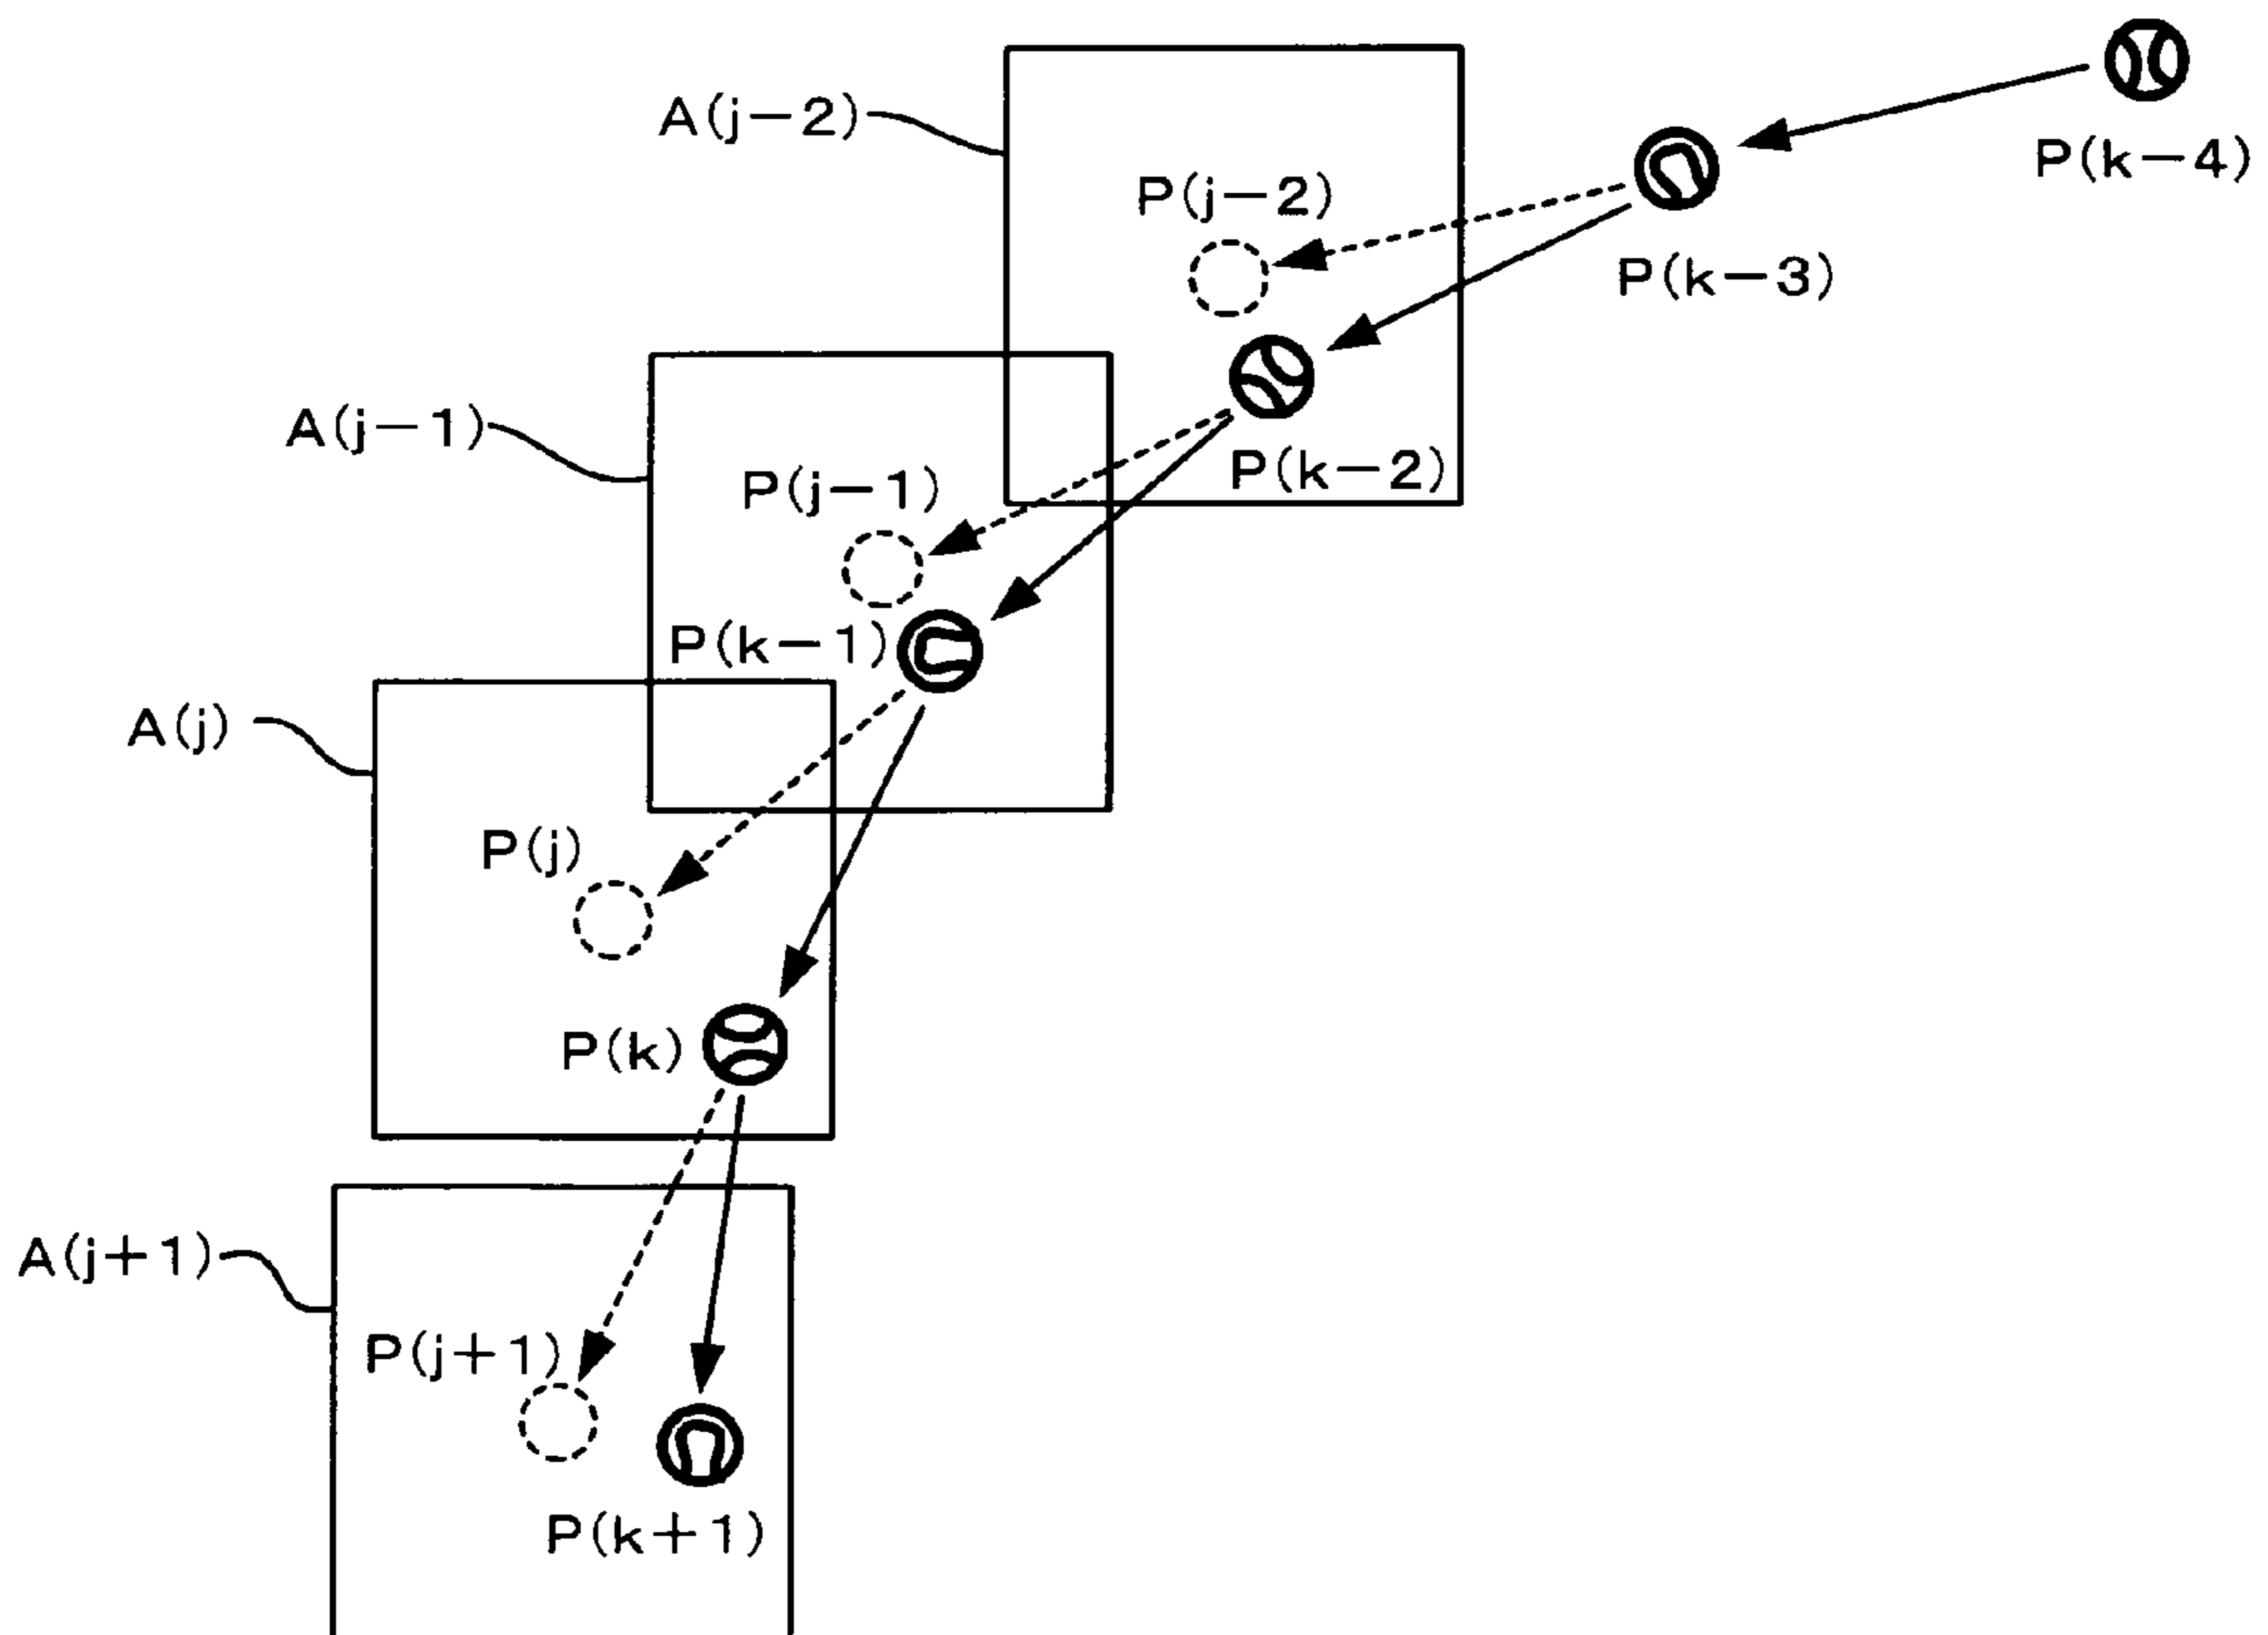 A(j−2)
P(k−4)
P(j−2)
P(k−3)
A(j−1)
P(k−2)
P(j−1)
P(k−1)
A(j)
P(j)
P(k)
A(j+1)
P(j+1)
P(k+1)